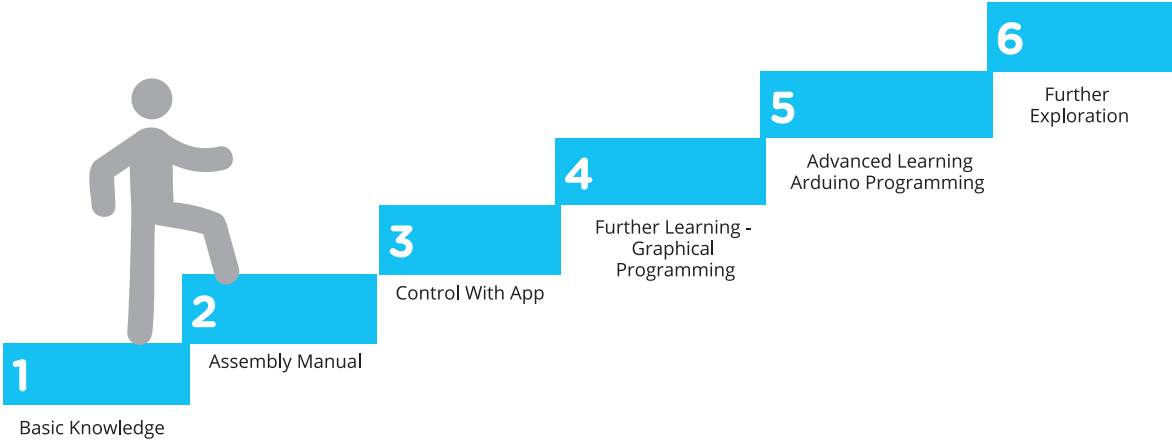 1
Basic Knowledge
2
Assembly Manual
3
Control With App
4
Further Learning -
Graphical
Programming
5
Advanced Learning
Arduino Programming
6
Further
Exploration